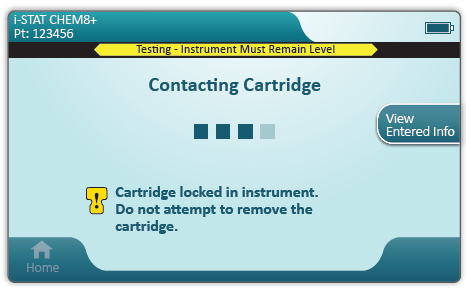 i-STAT CHEM8+
Pt: 123456
Testing - Instrument Must Remain Level
Contacting Cartridge
View
Entered Info
Cartridge locked in instrument.
Do not attempt to remove the
cartridge.
Home